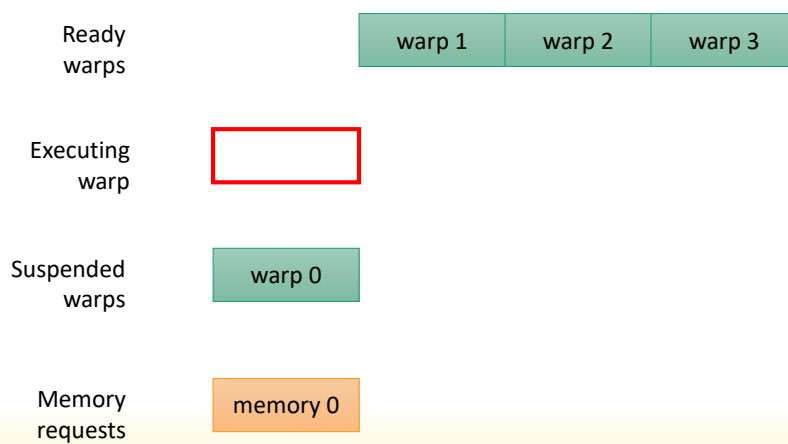 Ready
warps
warp 1
warp 2
warp 3
Executing
warp
Suspended
warps
warp 0
Memory
requests
memory 0